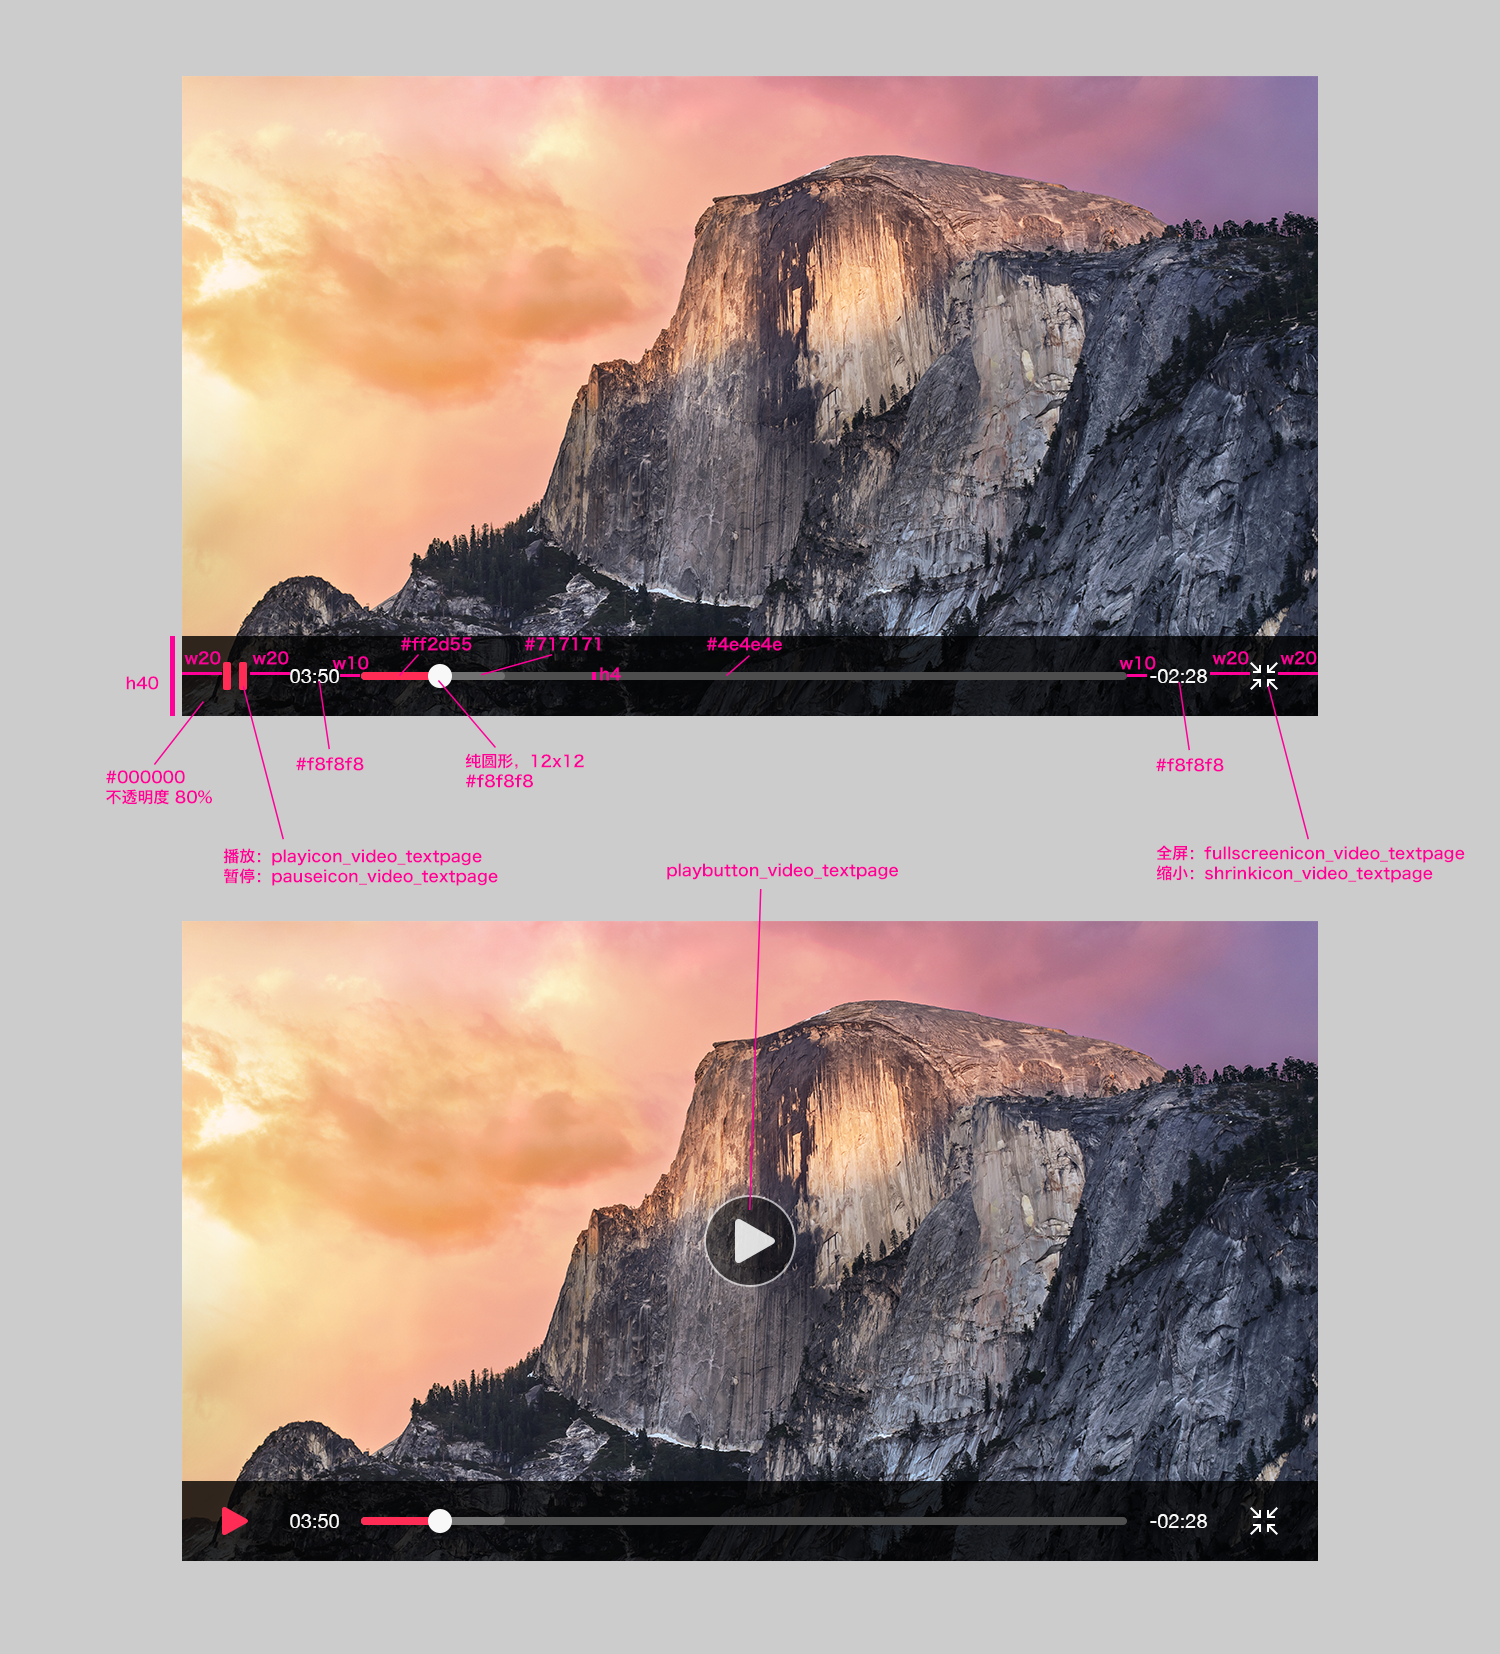 #ff2d55
#717171
#4e4e4e
w20
w20
w10
w10
w20
w20
h40
03:50
h4
-02:28
#f8f8f8
纯圆形，12x12
#f8f8f8
#f8f8f8
#000000
不透明度 80%
播放：playicon_video_textpage
暂停：pauseicon_video_textpage
playbutton_video_textpage
全屏：fullscreenicon_video_textpage
缩小：shrinkicon_video_textpage
03:50
-02:28